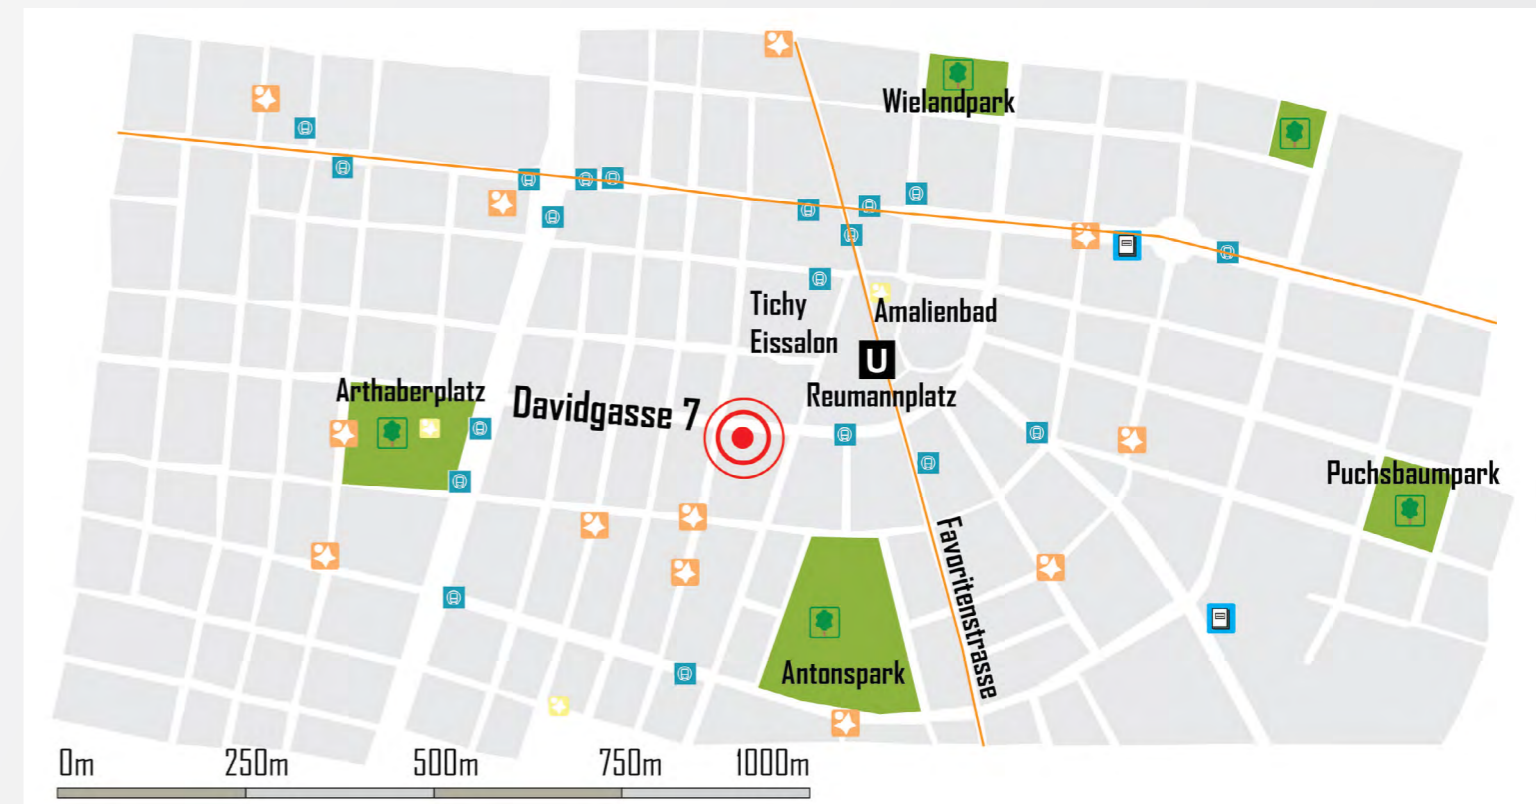 Wielandpark
Tichy
Eissalon
Amalienbad
U
Reumannplatz
Arthaberplatz
Davidgasse 7
Puchsbaumpark
Favoritenstrasse
Antonspark
0m
250m
500m
750m
1000m